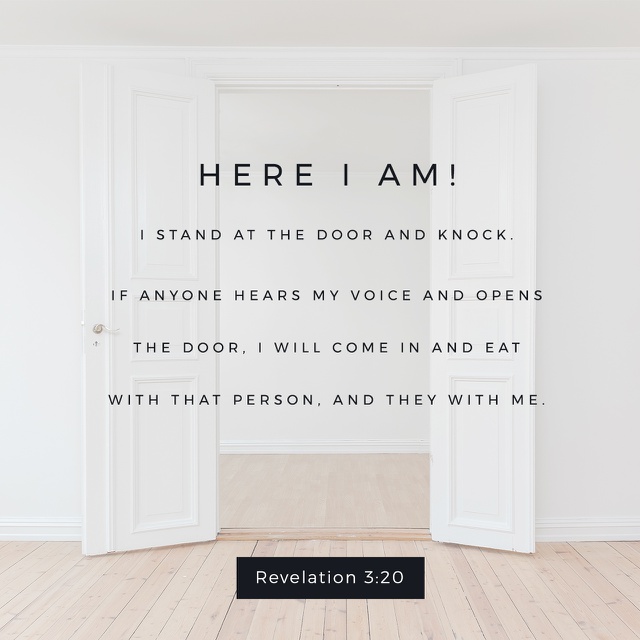 HERE I AM!
I STAND AT THE DOOR AND KNOCK.
IF ANYONE HEARS MY VOICE AND OPENS
THE DOOR, I WILL COME IN AND EAT
WITH THAT PERSON, AND THEY WITH ME.
Revelation 3:20